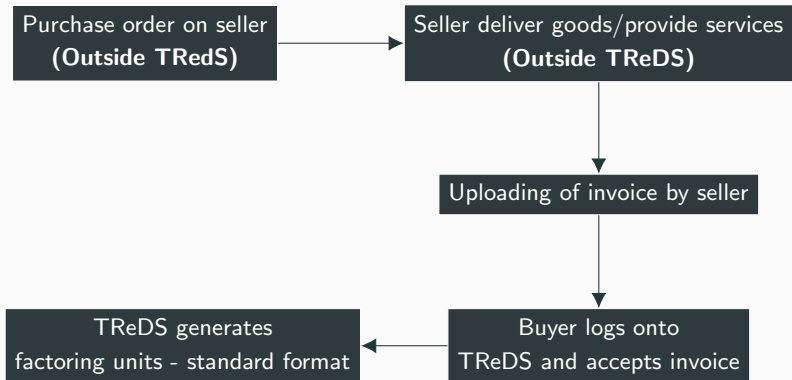 Purchase order on seller
(Outside TRedS)
Seller deliver goods/provide services
(Outside TReDS)
Uploading of invoice by seller
Buyer logs onto
TReDS and accepts invoice
TReDS generates
factoring units - standard format